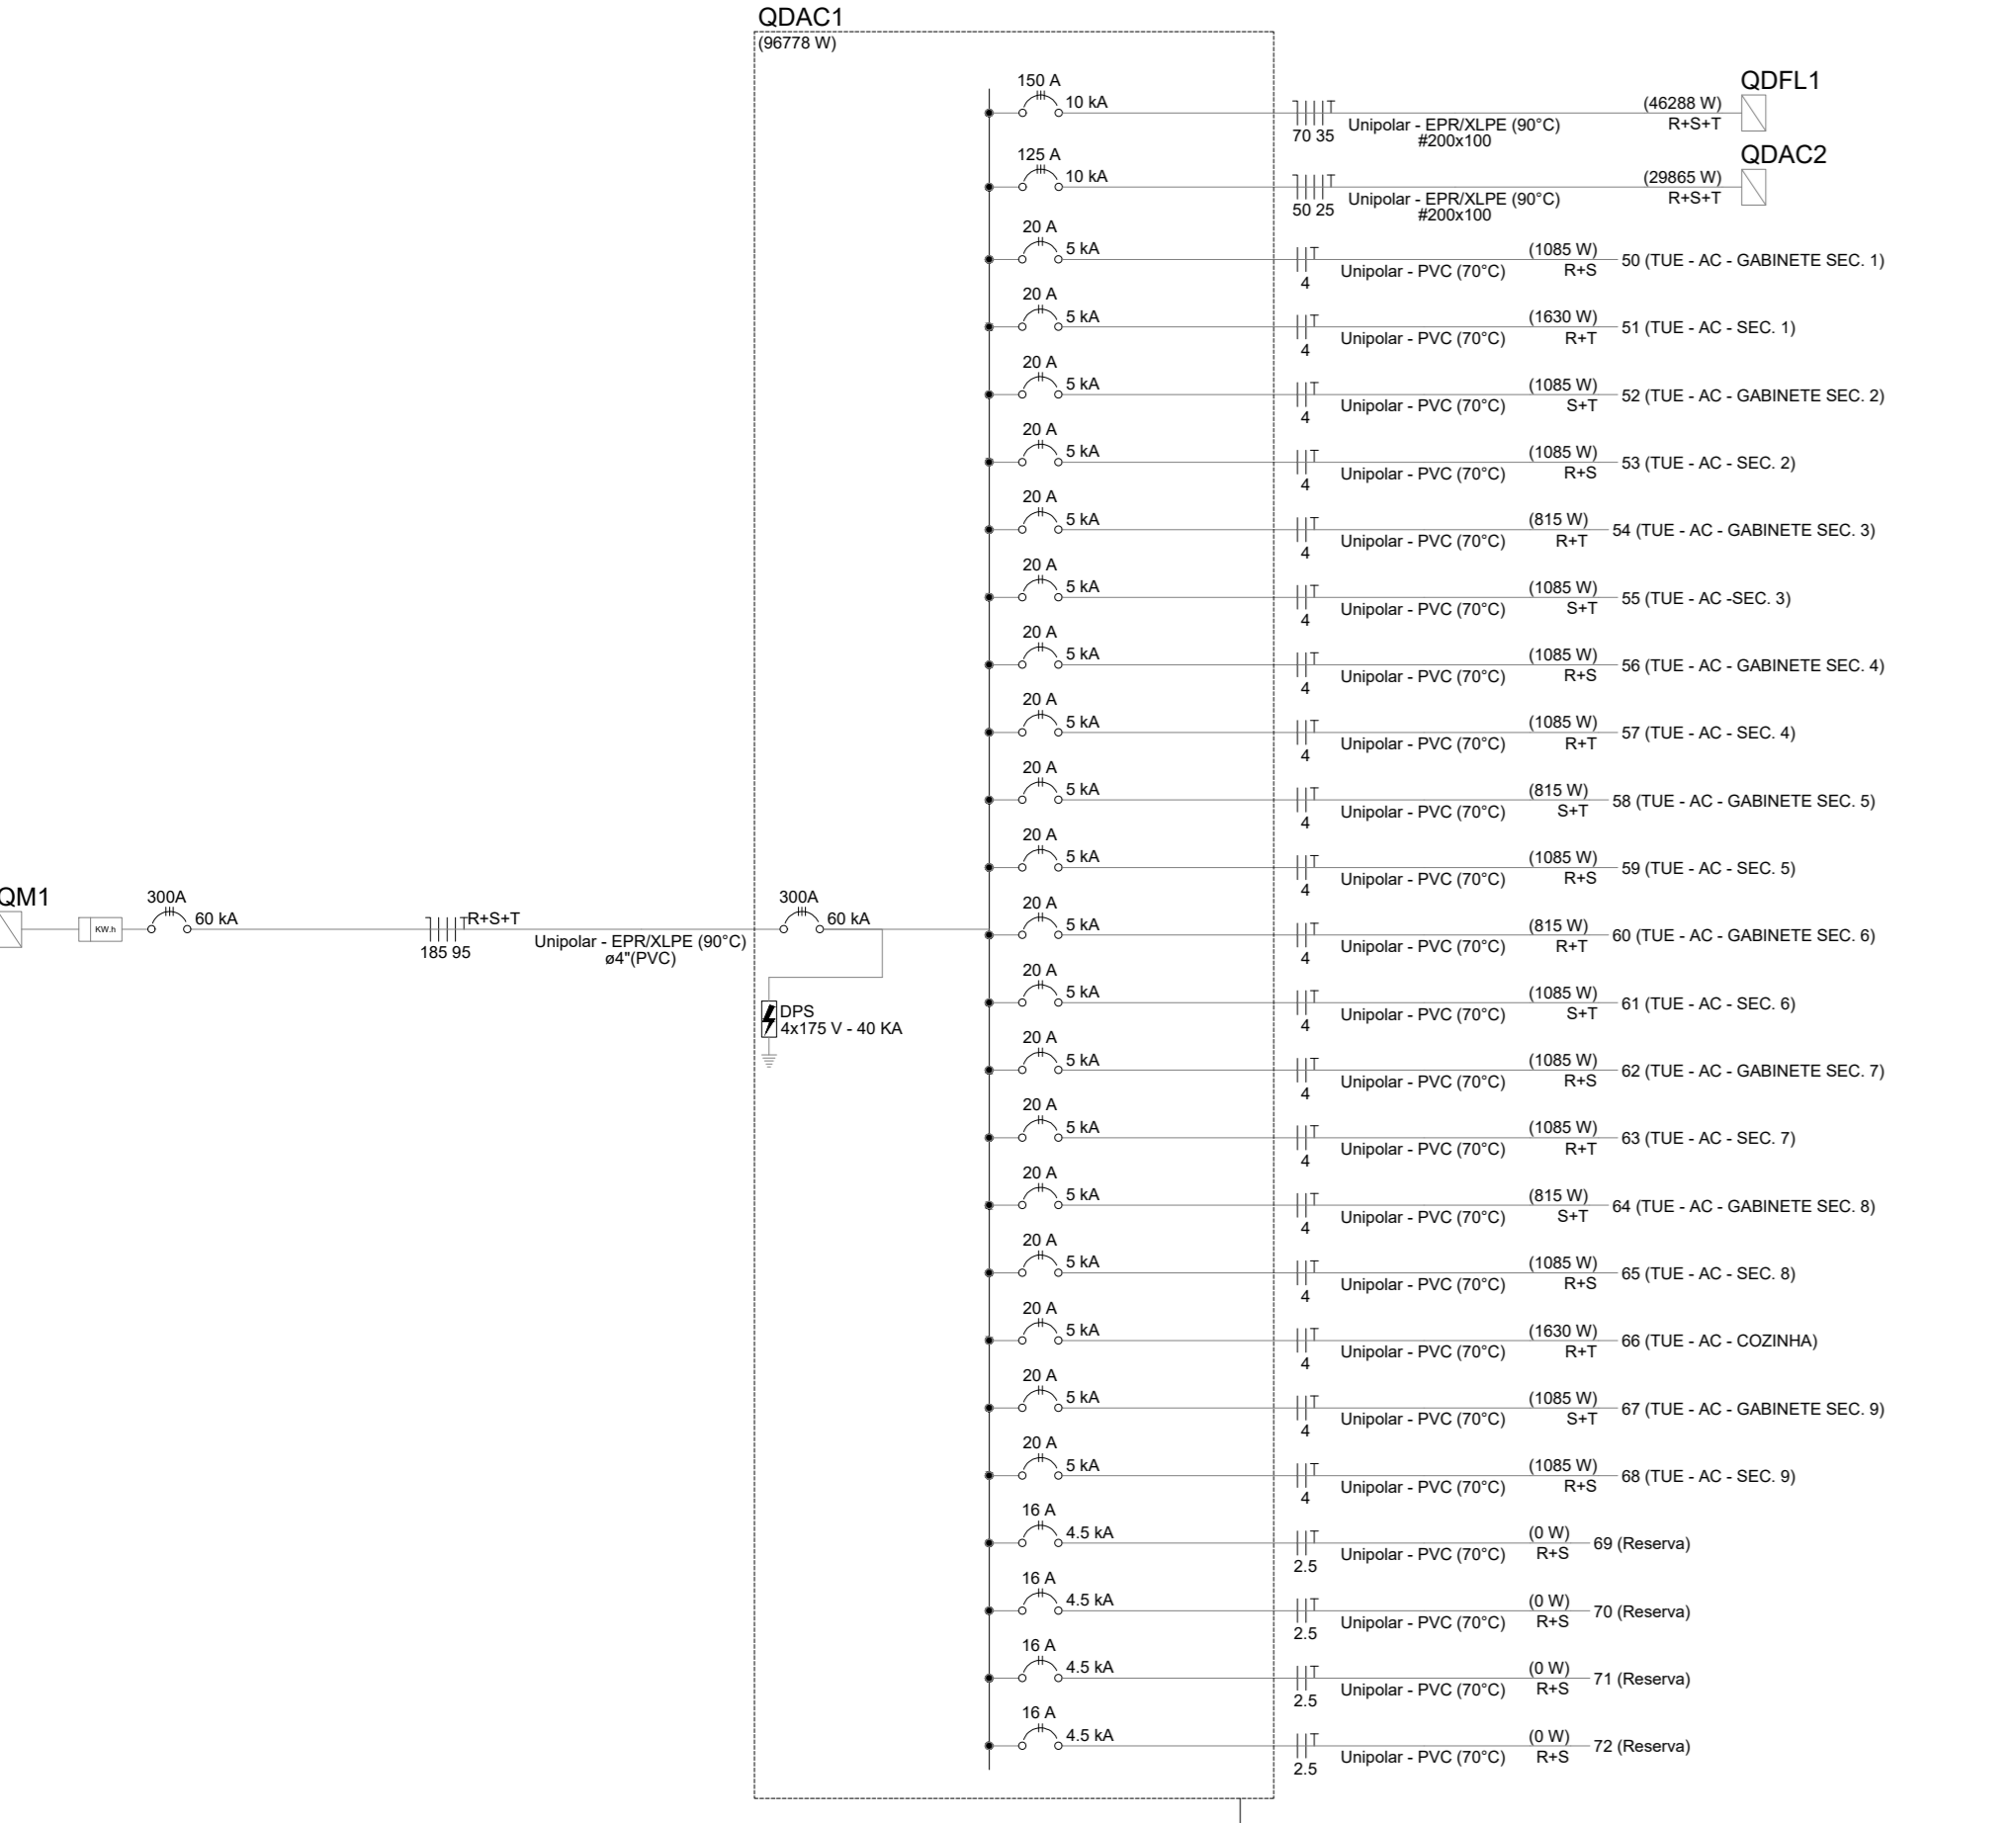 QDAC1
(96778 W)
150 A
10 kA
70 35
Unipolar - EPR/XLPE (90°C)
#200x100
(46288 W)
R+S+T
QDFL1
125 A
10 kA
50 25
Unipolar - EPR/XLPE (90°C)
#200x100
(29865 W)
R+S+T
QDAC2
20 A
5 kA
T
4
Unipolar - PVC (70°C)
(1085 W)
R+S
50 (TUE - AC - GABINETE SEC. 1)
20 A
5 kA
T
4
Unipolar - PVC (70°C)
(1630 W)
R+T
51 (TUE - AC - SEC. 1)
20 A
5 kA
T
4
Unipolar - PVC (70°C)
(1085 W)
S+T
52 (TUE - AC - GABINETE SEC. 2)
20 A
5 kA
T
4
Unipolar - PVC (70°C)
(1085 W)
R+S
53 (TUE - AC - SEC. 2)
20 A
5 kA
T
4
Unipolar - PVC (70°C)
(815 W)
R+T
54 (TUE - AC - GABINETE SEC. 3)
20 A
5 kA
T
4
Unipolar - PVC (70°C)
(1085 W)
S+T
55 (TUE - AC -SEC. 3)
20 A
5 kA
T
4
Unipolar - PVC (70°C)
(1085 W)
R+S
56 (TUE - AC - GABINETE SEC. 4)
20 A
5 kA
T
4
Unipolar - PVC (70°C)
(1085 W)
R+T
57 (TUE - AC - SEC. 4)
20 A
5 kA
T
4
Unipolar - PVC (70°C)
(815 W)
S+T
58 (TUE - AC - GABINETE SEC. 5)
20 A
5 kA
T
4
Unipolar - PVC (70°C)
(1085 W)
R+S
59 (TUE - AC - SEC. 5)
QM1
KW.h
300A
60 kA
185 95
R+S+T
Unipolar - EPR/XLPE (90°C)
ø4"(PVC)
300A
60 kA
DPS
4x175 V - 40 KA
20 A
5 kA
T
4
Unipolar - PVC (70°C)
(815 W)
R+T
60 (TUE - AC - GABINETE SEC. 6)
20 A
5 kA
T
4
Unipolar - PVC (70°C)
(1085 W)
S+T
61 (TUE - AC - SEC. 6)
20 A
5 kA
T
4
Unipolar - PVC (70°C)
(1085 W)
R+S
62 (TUE - AC - GABINETE SEC. 7)
20 A
5 kA
T
4
Unipolar - PVC (70°C)
(1085 W)
R+T
63 (TUE - AC - SEC. 7)
20 A
5 kA
T
4
Unipolar - PVC (70°C)
(815 W)
S+T
64 (TUE - AC - GABINETE SEC. 8)
20 A
5 kA
T
4
Unipolar - PVC (70°C)
(1085 W)
R+S
65 (TUE - AC - SEC. 8)
20 A
5 kA
T
4
Unipolar - PVC (70°C)
(1630 W)
R+T
66 (TUE - AC - COZINHA)
20 A
5 kA
T
4
Unipolar - PVC (70°C)
(1085 W)
S+T
67 (TUE - AC - GABINETE SEC. 9)
20 A
5 kA
T
4
Unipolar - PVC (70°C)
(1085 W)
R+S
68 (TUE - AC - SEC. 9)
16 A
4.5 kA
T
2.5
Unipolar - PVC (70°C)
(0 W)
R+S
69 (Reserva)
16 A
4.5 kA
T
2.5
Unipolar - PVC (70°C)
(0 W)
R+S
70 (Reserva)
16 A
4.5 kA
T
2.5
Unipolar - PVC (70°C)
(0 W)
R+S
71 (Reserva)
16 A
4.5 kA
T
2.5
Unipolar - PVC (70°C)
(0 W)
R+S
72 (Reserva)